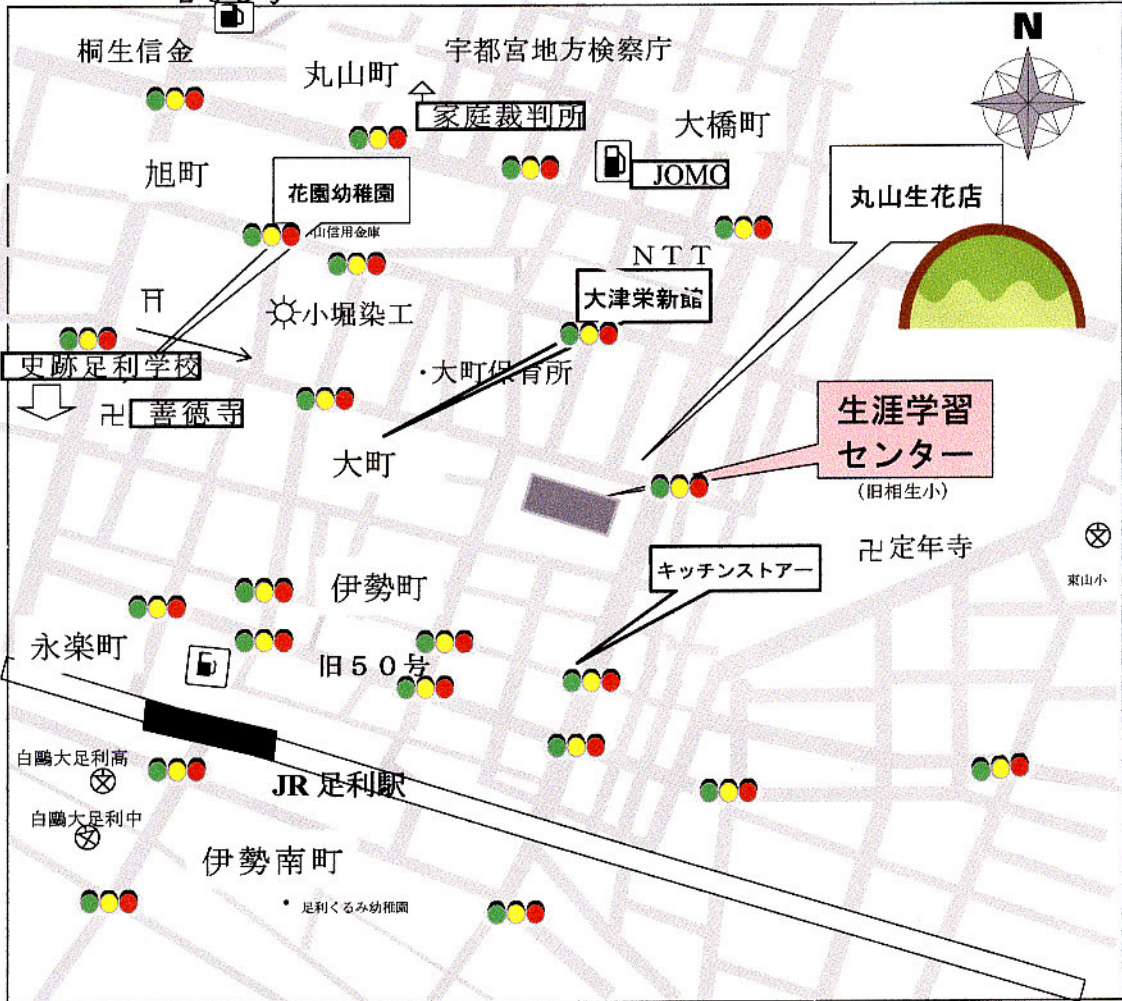 桐生信金
宇都宮地方検察庁
N
丸山町
家庭裁判所
大橋町
旭町
JOMO
花園幼稚園
丸山生花店
山信用金庫
NTT
大津栄新館
卍小堀染工
史跡足利学校
・大町保育所
卍 善徳寺
大町
生涯学習
センター
(旧相生小)
卍定年寺
東山小
キッチンストアー
伊勢町
永楽町
旧50号
白鷗大足利高
JR 足利駅
白鷗大足利中
伊勢南町
・足利くるみ幼稚園